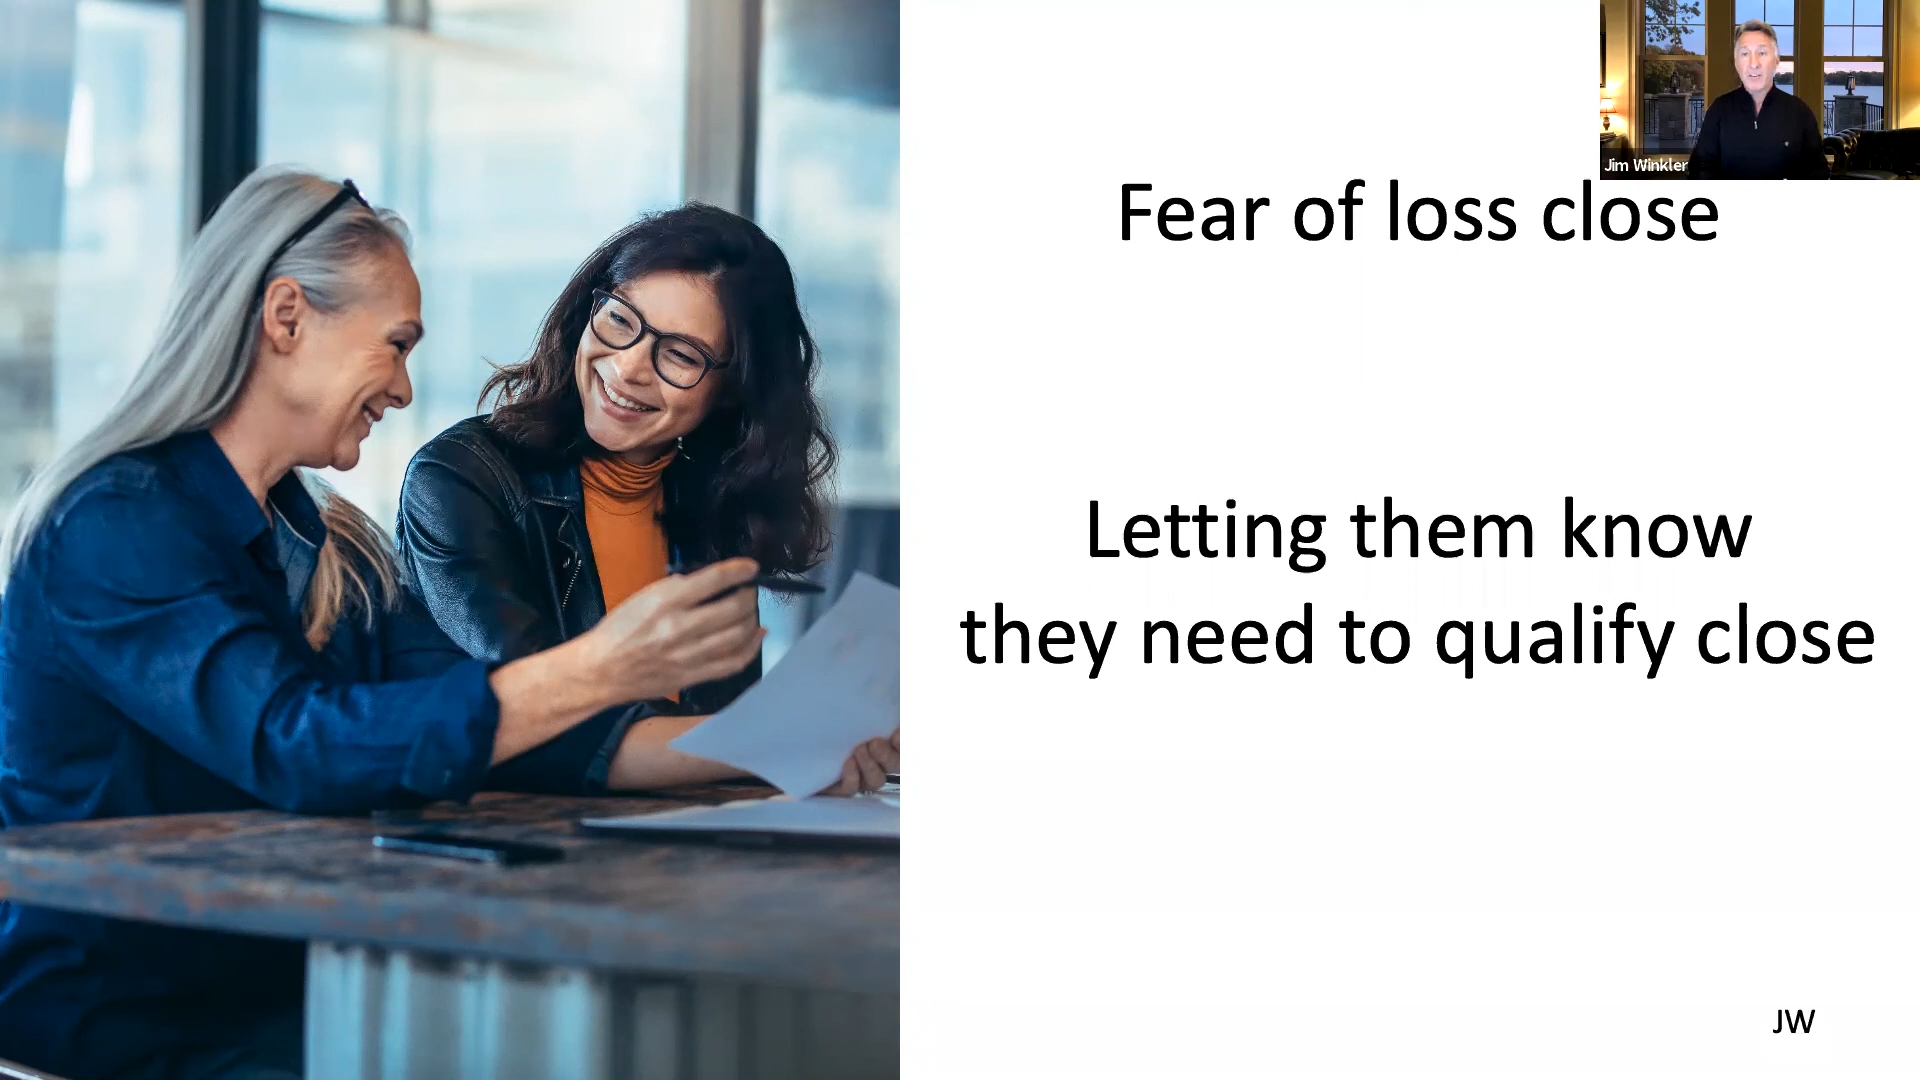 Jim Winkler
Fear of loss close
Letting them know
they need to qualify close
JW